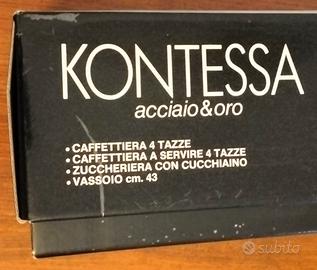 KONTESSA
acciaio&oro
• CAFFETTIERA 4 TAZZE
• CAFFETTIERA A SERVIRE 4 TAZZE
• ZUCCHERIERA CON CUCCHIAINO
• VASSOIO cm. 43
subito